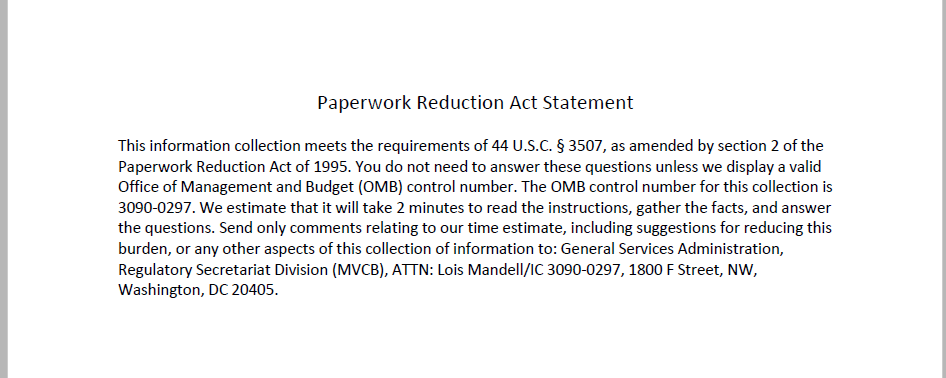 Paperwork Reduction Act Statement
This information collection meets the requirements of 44 U.S.C. § 3507, as amended by section 2 of the
Paperwork Reduction Act of 1995. You do not need to answer these questions unless we display a valid
Office of Management and Budget (OMB) control number. The OMB control number for this collection is
3090-0297. We estimate that it will take 2 minutes to read the instructions, gather the facts, and answer
the questions. Send only comments relating to our time estimate, including suggestions for reducing this
burden, or any other aspects of this collection of information to: General Services Administration,
Regulatory Secretariat Division (MVCB), ATTN: Lois Mandell/IC 3090-0297, 1800 F Street, NW,
Washington, DC 20405.